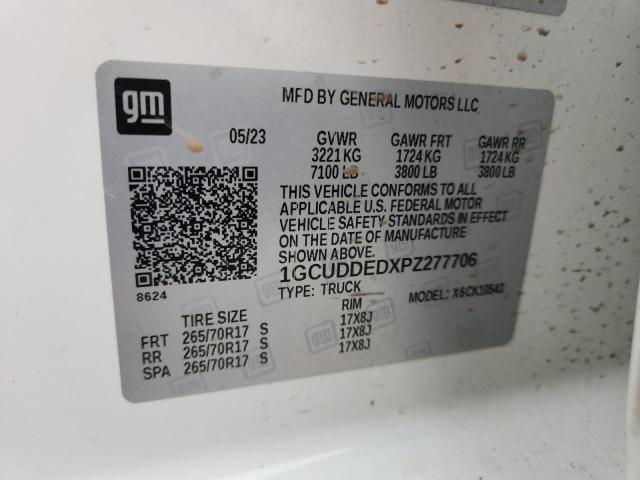 gm
MFD BY GENERAL MOTORS LLC
05/23 GVWR GAWR FRT GAWR RR
3221 KG 1724 KG 1724 KG
7100 LB 3800 LB 3800 LB
THIS VEHICLE CONFORMS TO ALL
APPLICABLE U.S. FEDERAL MOTOR
VEHICLE SAFETY STANDARDS IN EFFECT
ON THE DATE OF MANUFACTURE
SHOWN ABOVE.
1GCUDDEDXPZ277706
8624
TYPE: TRUCK MODEL: X6CK10543
TIRE SIZE RIM
FRT 265/70R17 S 17X8J
RR 265/70R17 S 17X8J
SPA 265/70R17 S 17X8J